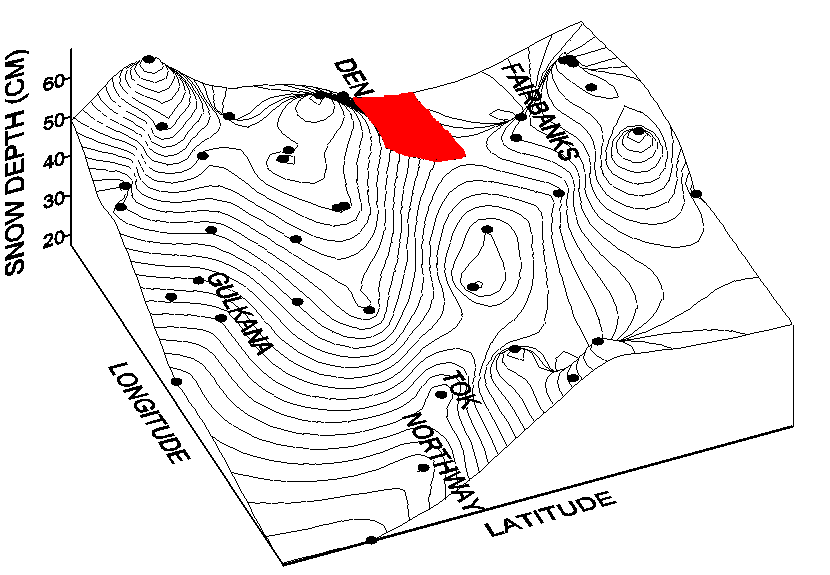 SNOW DEPTH (CM)
60
50
40
30
20
DEN
FAIRBANKS
GULKANA
TOK
NORTHWAY
LONGITUDE
LATITUDE